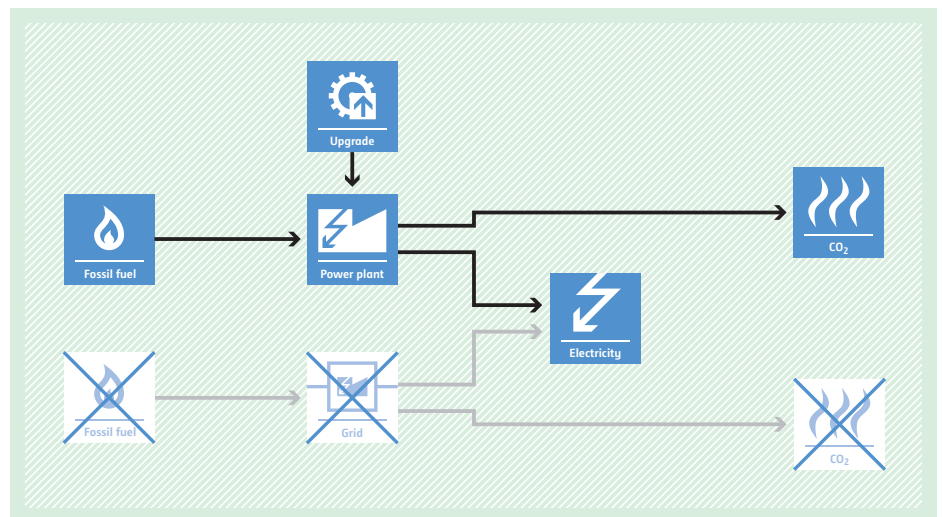 Upgrade
Fossil fuel
Power plant
CO₂
Electricity
Fossil fuel
Grid
CO₂